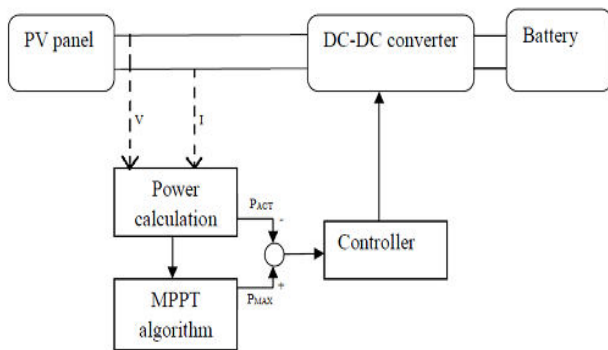 PV panel
DC-DC converter
Battery
V
I
Power
calculation
PACT
-
Controller
+
PMAX
MPPT
algorithm